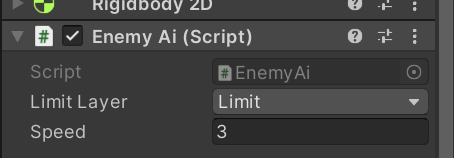 Rigidbody 2D
# Enemy Ai (Script)
Script # EnemyAi
Limit Layer Limit
Speed 3